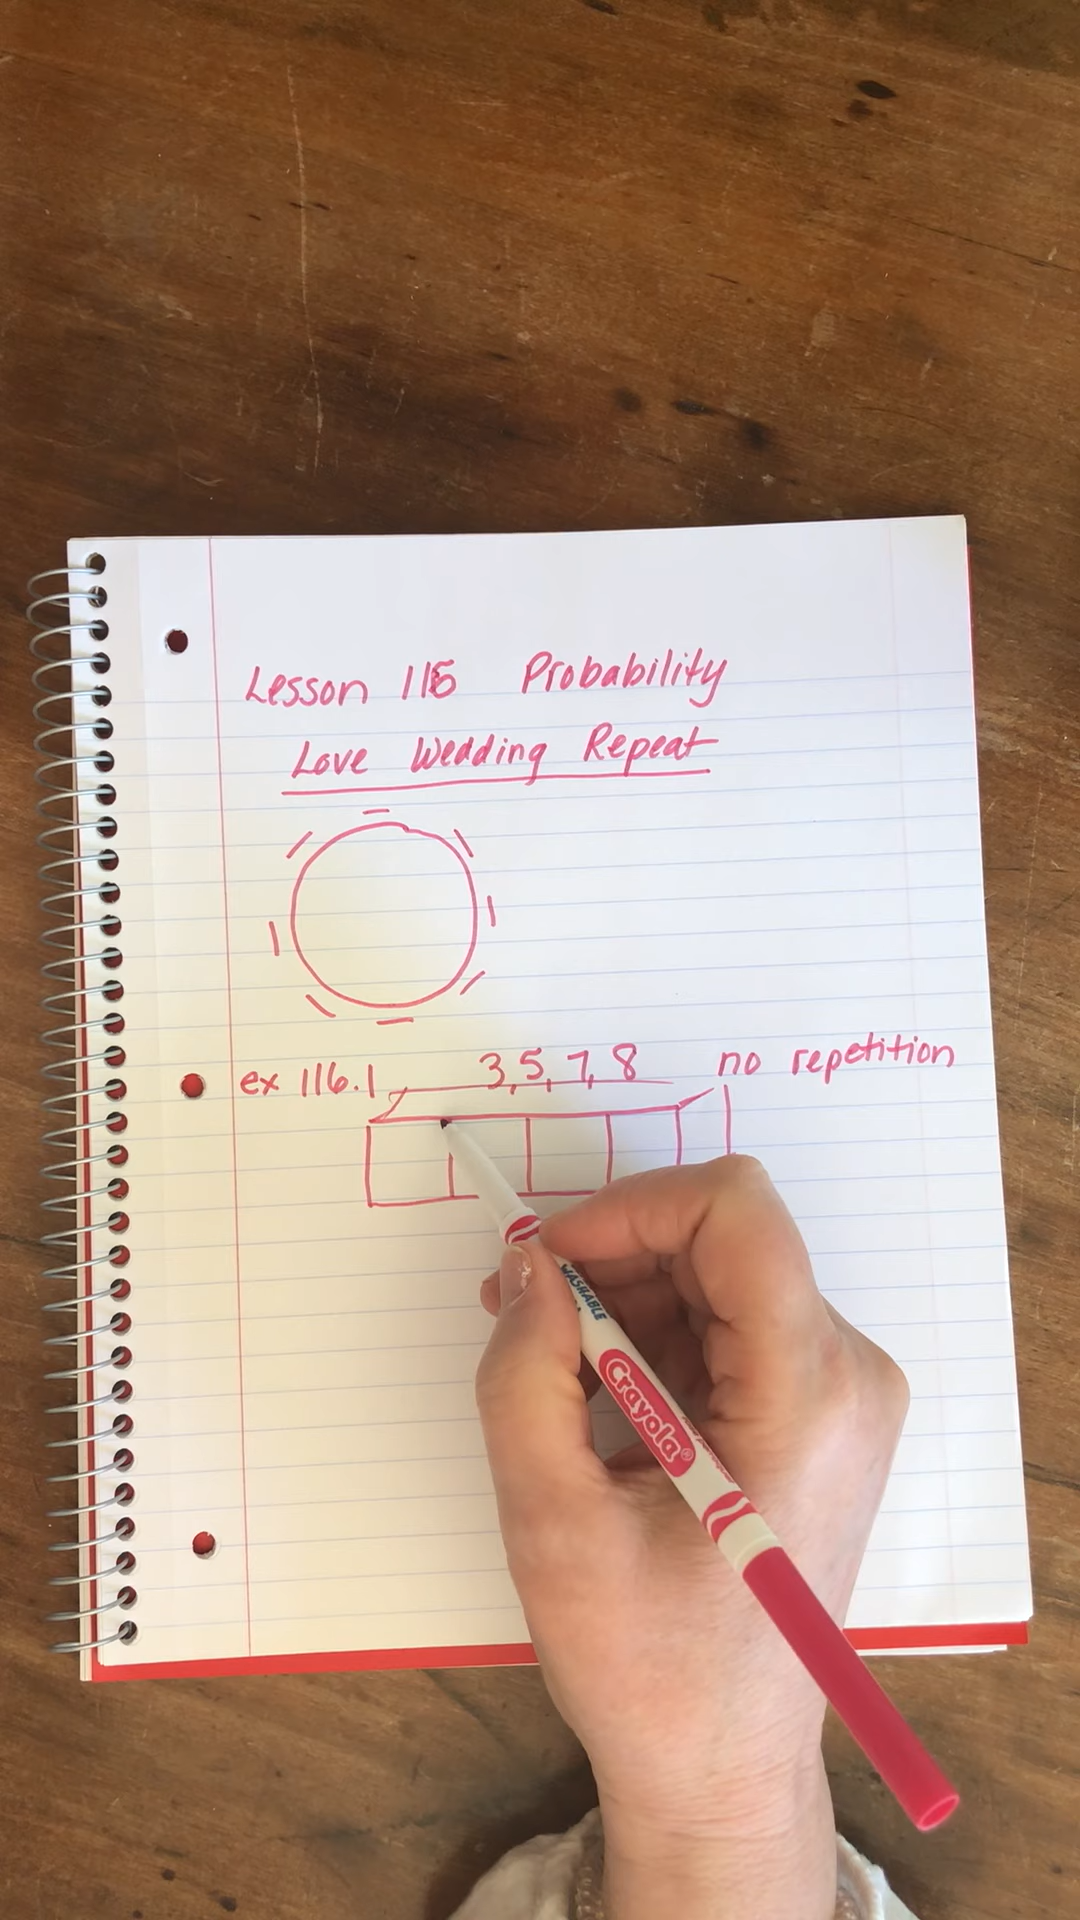 Lesson 116 Probability
Love Wedding Repeat
ex 116.1 3, 5, 7, 8 no repetition
WASHABLE
Crayola